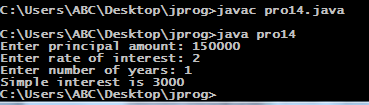 C:\Users\ABC\Desktop\jprog>javac pro14.java
C:\Users\ABC\Desktop\jprog>java pro14
Enter principal amount: 150000
Enter rate of interest: 2
Enter number of years: 1
Simple interest is 3000
C:\Users\ABC\Desktop\jprog>